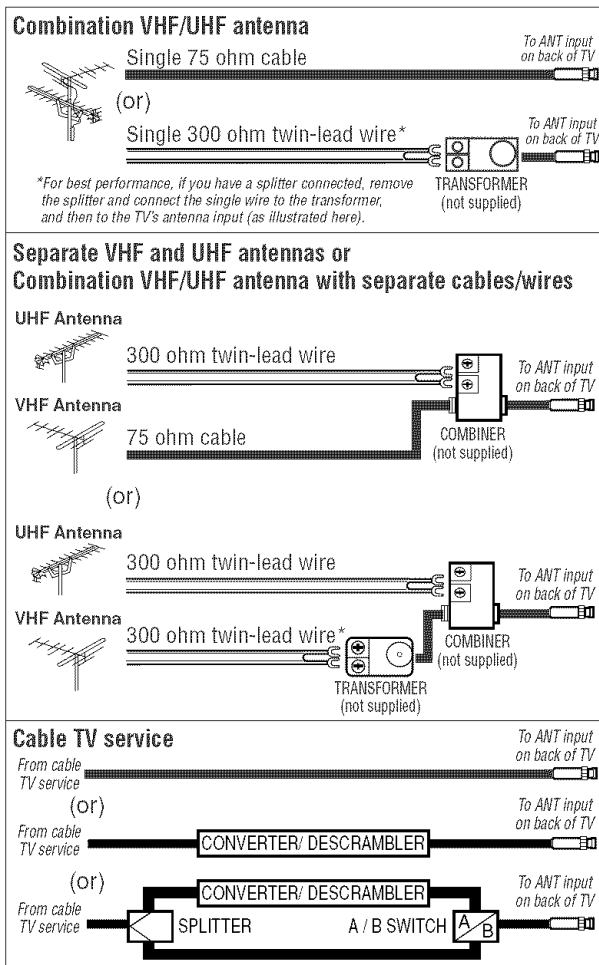 Combination VHF/UHF antenna
Single 75 ohm cable
To ANT input
on back of TV
(or)
Single 300 ohm twin-lead wire*
To ANT input
on back of TV
*For best performance, if you have a splitter connected, remove
the splitter and connect the single wire to the transformer,
and then to the TV's antenna input (as illustrated here).
TRANSFORMER
(not supplied)
Separate VHF and UHF antennas or
Combination VHF/UHF antenna with separate cables/wires
UHF Antenna
300 ohm twin-lead wire
To ANT input
on back of TV
VHF Antenna
75 ohm cable
COMBINER
(not supplied)
(or)
UHF Antenna
300 ohm twin-lead wire
To ANT input
on back of TV
VHF Antenna
300 ohm twin-lead wire*
COMBINER
(not supplied)
TRANSFORMER
(not supplied)
Cable TV service
To ANT input
on back of TV
From cable
TV service
(or)
To ANT input
on back of TV
From cable
TV service
CONVERTER/ DESCRAMBLER
(or)
To ANT input
on back of TV
CONVERTER/ DESCRAMBLER
From cable
TV service
SPLITTER
A / B SWITCH
A
B